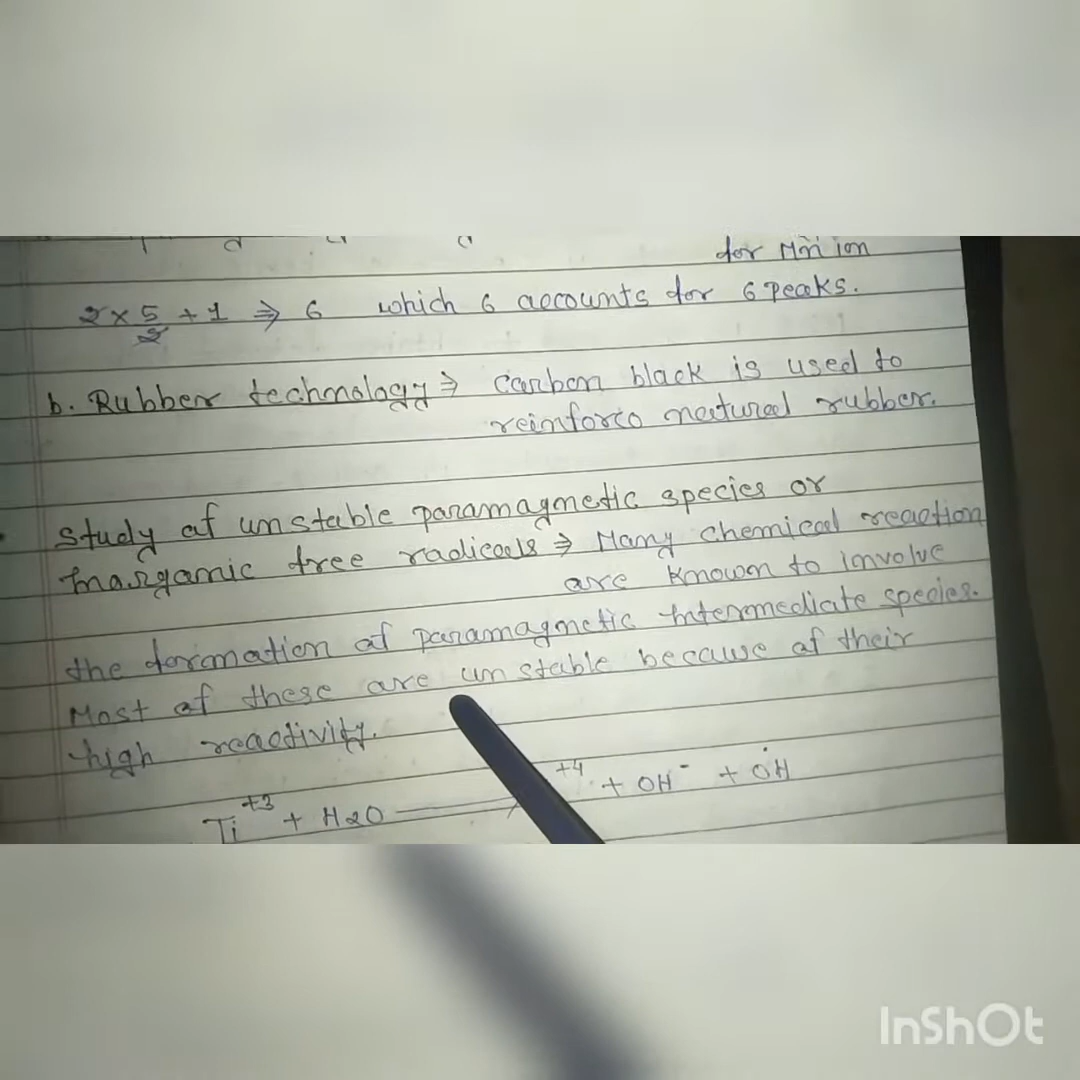 for Mn ion
2 × 5/2 + 1 ⇒ 6 which 6 accounts for 6 peaks.
b. Rubber technology ⇒ carbon black is used to
reinforce natural rubber.
Study of unstable paramagnetic species or
Inorganic free radicals ⇒ Many chemical reaction
are known to involve
the formation of paramagnetic intermediate species.
Most of these are unstable because of their
high reactivity.
Ti+3 + H2O ⟶ +4 + OH- + ȮH
InShOt